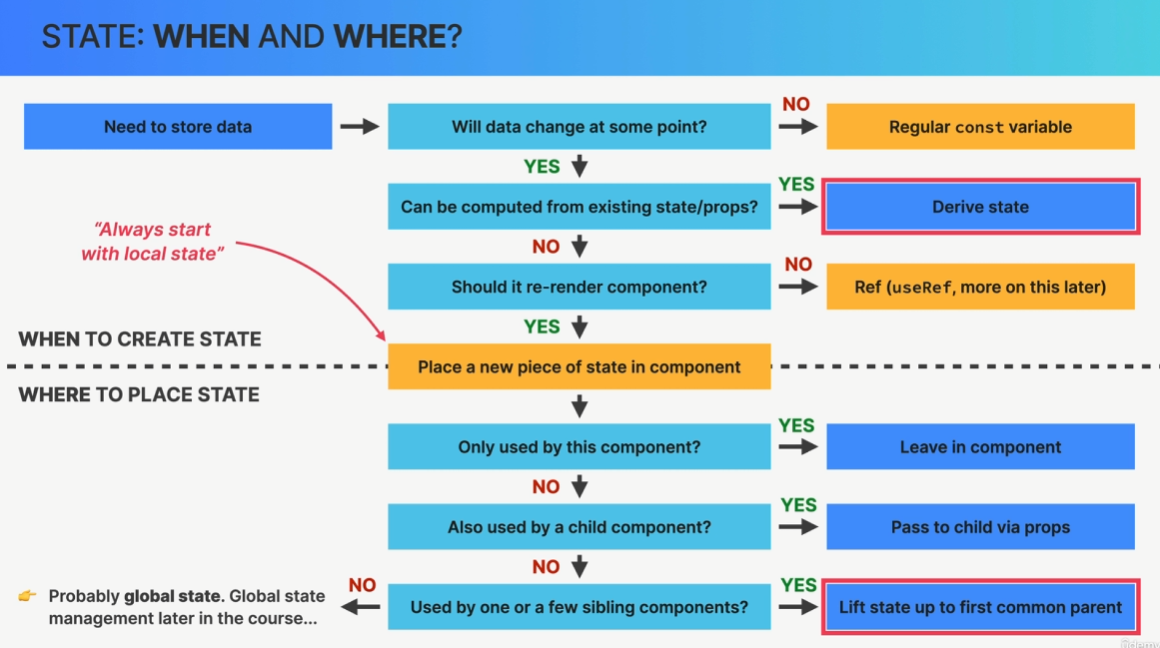 STATE: WHEN AND WHERE?
Need to store data
Will data change at some point?
NO
Regular const variable
YES
Can be computed from existing state/props?
YES
Derive state
“Always start
with local state”
NO
Should it re-render component?
NO
Ref (useRef, more on this later)
YES
WHEN TO CREATE STATE
Place a new piece of state in component
WHERE TO PLACE STATE
Only used by this component?
YES
Leave in component
NO
Also used by a child component?
YES
Pass to child via props
NO
Used by one or a few sibling components?
YES
Lift state up to first common parent
NO
👉 Probably global state. Global state
management later in the course...